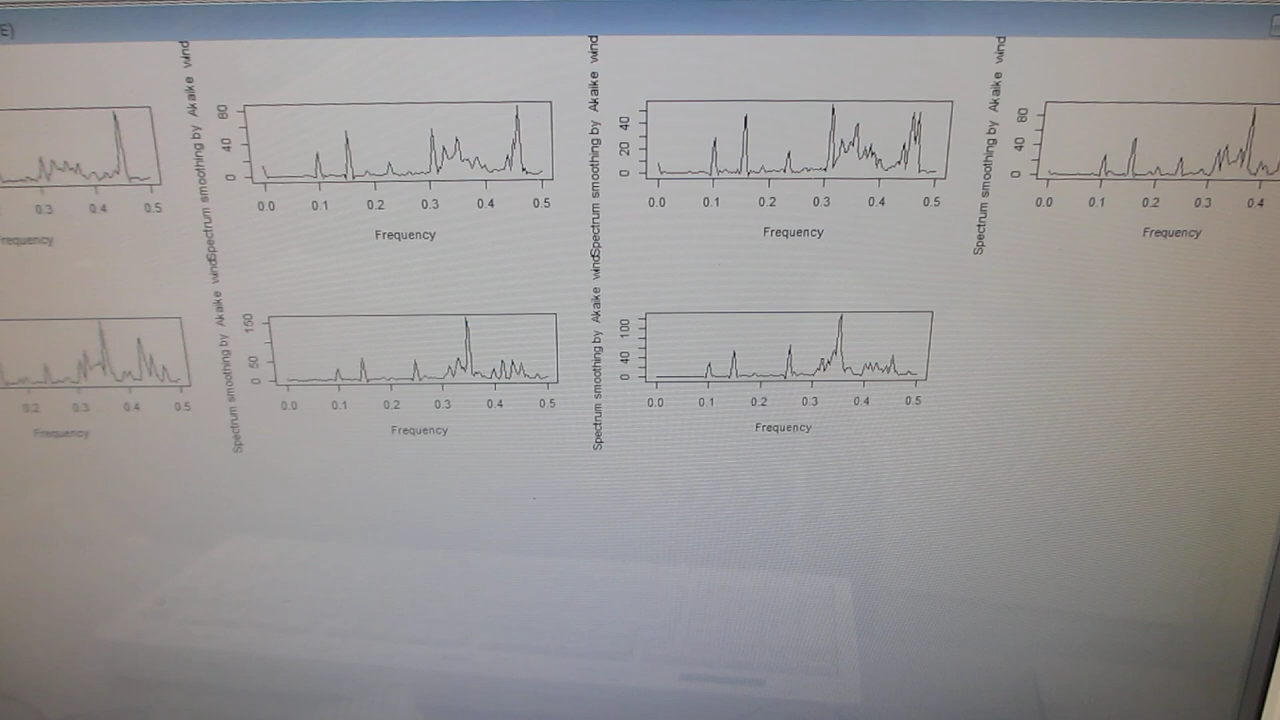 E)
0.3 0.4 0.5
requency
Spectrum smoothing by Akaike wind
0 40 80
0.0 0.1 0.2 0.3 0.4 0.5
Frequency
Spectrum smoothing by Akaike wind
0 20 40
0.0 0.1 0.2 0.3 0.4 0.5
Frequency
Spectrum smoothing by Akaike wind
0 40 80
0.0 0.1 0.2 0.3 0.4
Frequency
0.2 0.3 0.4 0.5
Frequency
Spectrum smoothing by Akaike wind
0 50 150
0.0 0.1 0.2 0.3 0.4 0.5
Frequency
Spectrum smoothing by Akaike wind
0 40 100
0.0 0.1 0.2 0.3 0.4 0.5
Frequency